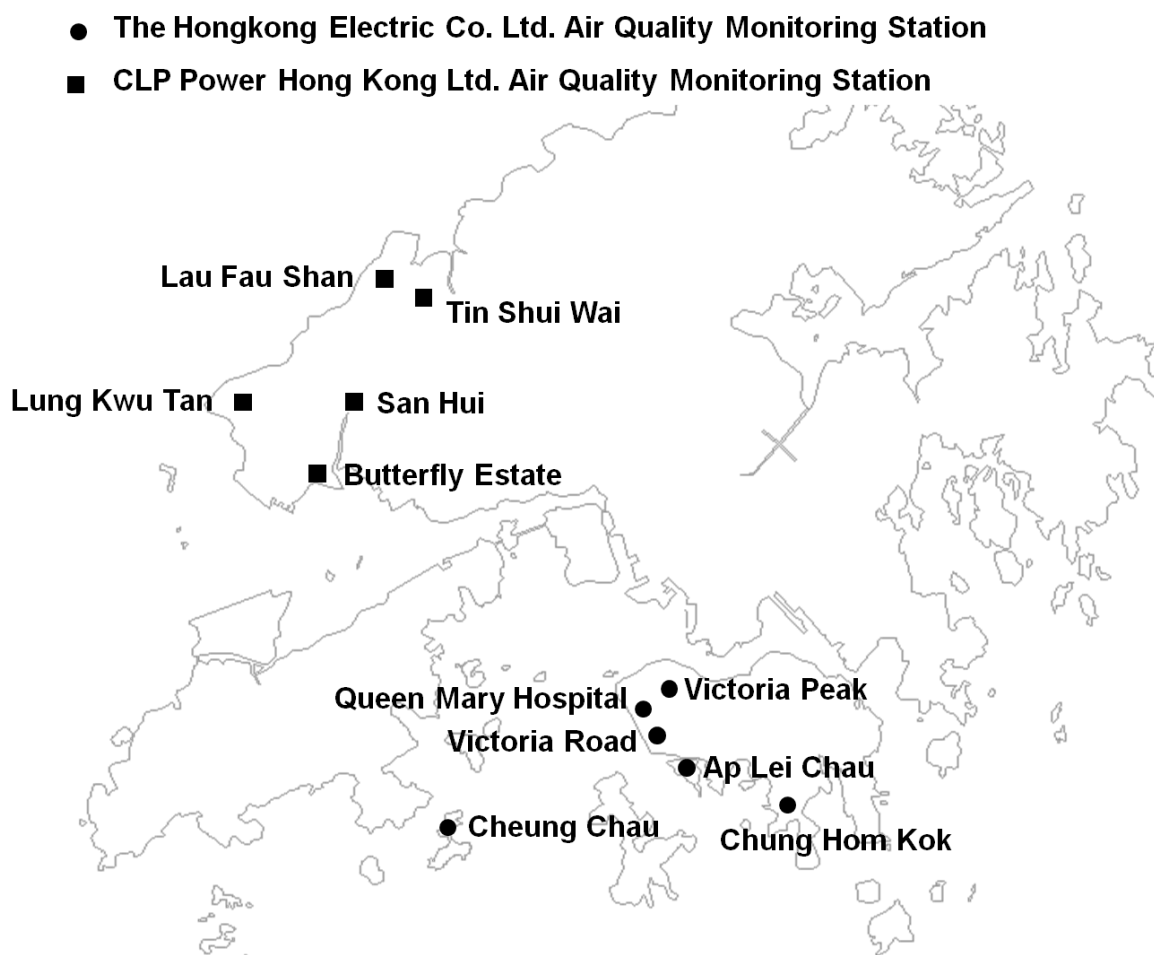 The Hongkong Electric Co. Ltd. Air Quality Monitoring Station
CLP Power Hong Kong Ltd. Air Quality Monitoring Station
Lau Fau Shan
Tin Shui Wai
Lung Kwu Tan
San Hui
Butterfly Estate
Queen Mary Hospital
Victoria Peak
Victoria Road
Ap Lei Chau
Cheung Chau
Chung Hom Kok